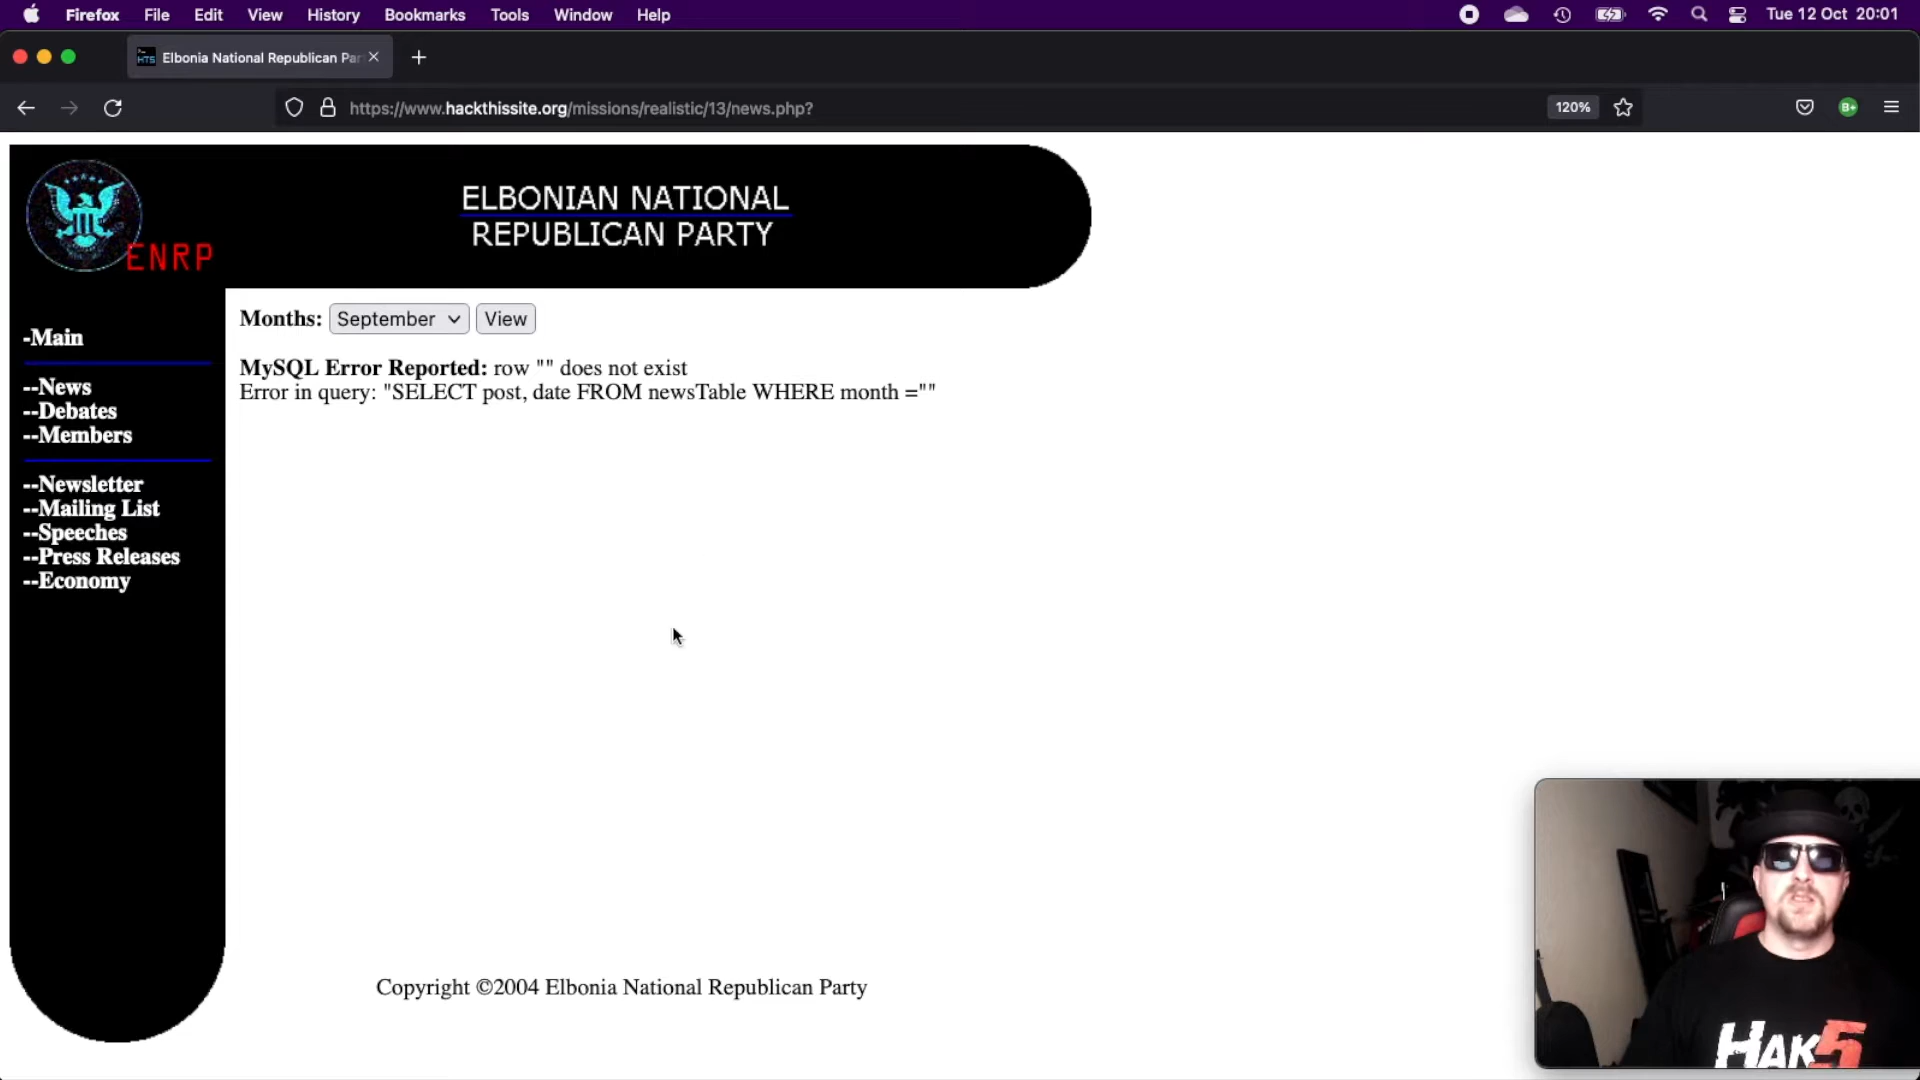 Firefox File Edit View History Bookmarks Tools Window Help
Tue 12 Oct 20:01
HTS Elbonia National Republican Par
https://www.hackthissite.org/missions/realistic/13/news.php?
120%
B+
ENRP
ELBONIAN NATIONAL
REPUBLICAN PARTY
-Main
--News
--Debates
--Members
--Newsletter
--Mailing List
--Speeches
--Press Releases
--Economy
Months: September View
MySQL Error Reported: row "" does not exist
Error in query: "SELECT post, date FROM newsTable WHERE month =""
Copyright ©2004 Elbonia National Republican Party
HAK5